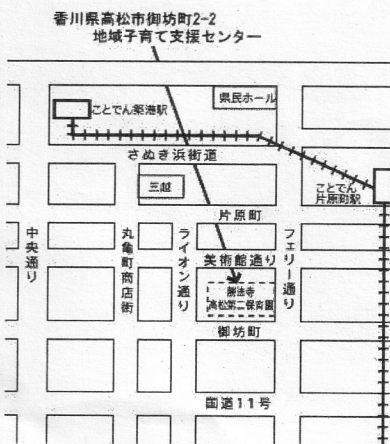 香川県高松市御坊町2-2
地域子育て支援センター
県民ホール
ことでん築港駅
さぬき浜街道
三越
ことでん
片原町駅
片原町
中央通り
丸亀町商店街
ライオン通り
フェリー通り
美術館通り
勝法寺
高松第二保育園
御坊町
国道11号